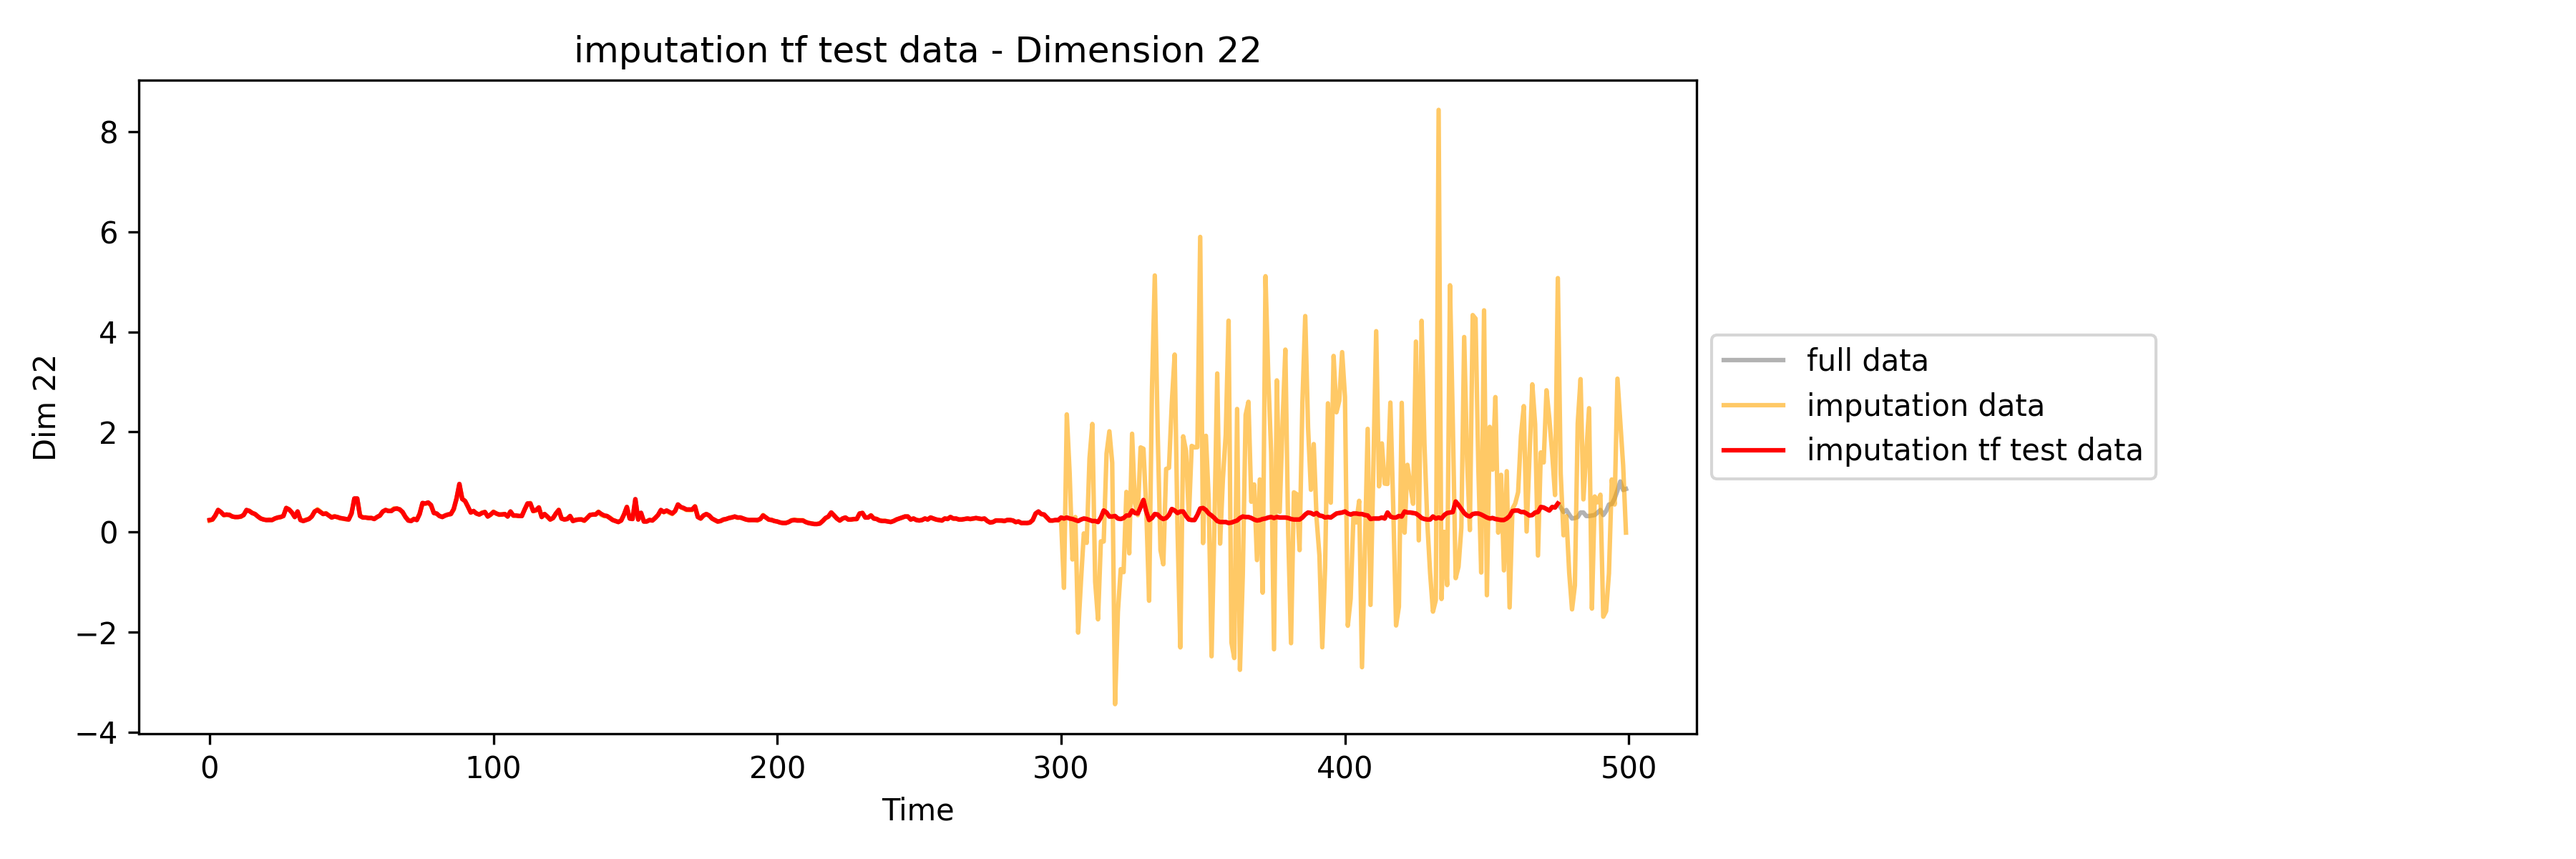 imputation tf test data - Dimension 22
8
6
4
2
0
−2
−4
Dim 22
0
100
200
300
400
500
Time
full data
imputation data
imputation tf test data